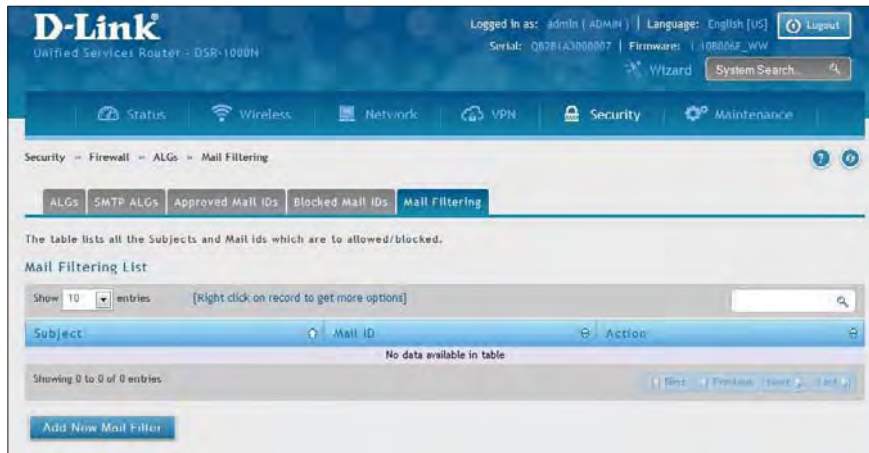 D-Link
Unified Services Router - DSR-1000N
Logged in as: admin ( ADMIN ) | Language: English [US]
Logout
Serial: QB2B1A3000007 | Firmware: 1.10B006F_WW
Wizard
System Search...
Status
Wireless
Network
VPN
Security
Maintenance
Security » Firewall » ALGs » Mail Filtering
ALGs
SMTP ALGs
Approved Mail IDs
Blocked Mail IDs
Mail Filtering
The table lists all the Subjects and Mail ids which are to allowed/blocked.
Mail Filtering List
Show 10 entries [Right click on record to get more options]
Subject
Mail ID
Action
No data available in table
Showing 0 to 0 of 0 entries
First Previous Next Last
Add New Mail Filter